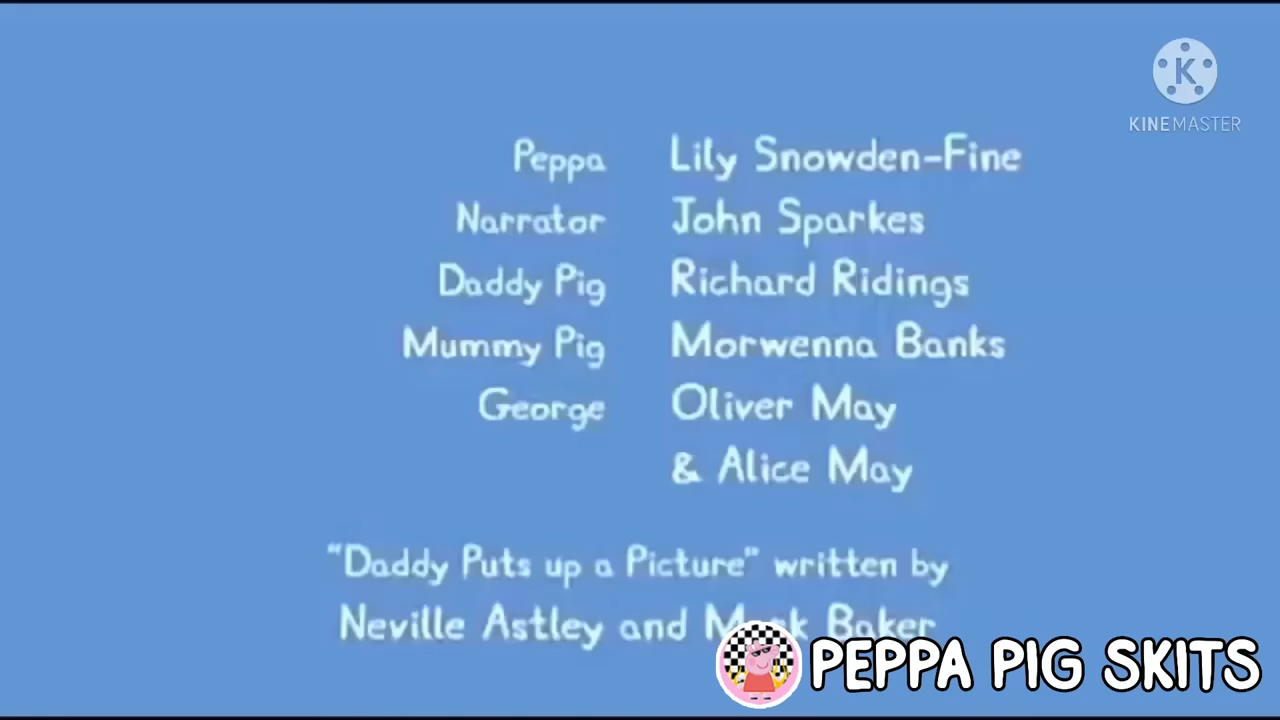 KINEMASTER
Peppa Lily Snowden-Fine
Narrator John Sparkes
Daddy Pig Richard Ridings
Mummy Pig Morwenna Banks
George Oliver May
& Alice May
"Daddy Puts up a Picture" written by
Neville Astley and Mark Baker
PEPPA PIG SKITS